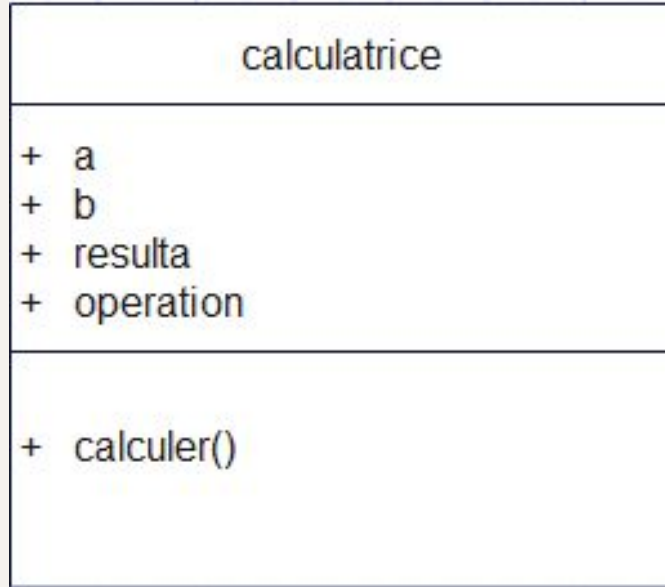 calculatrice
+ a
+ b
+ resulta
+ operation
+ calculer()